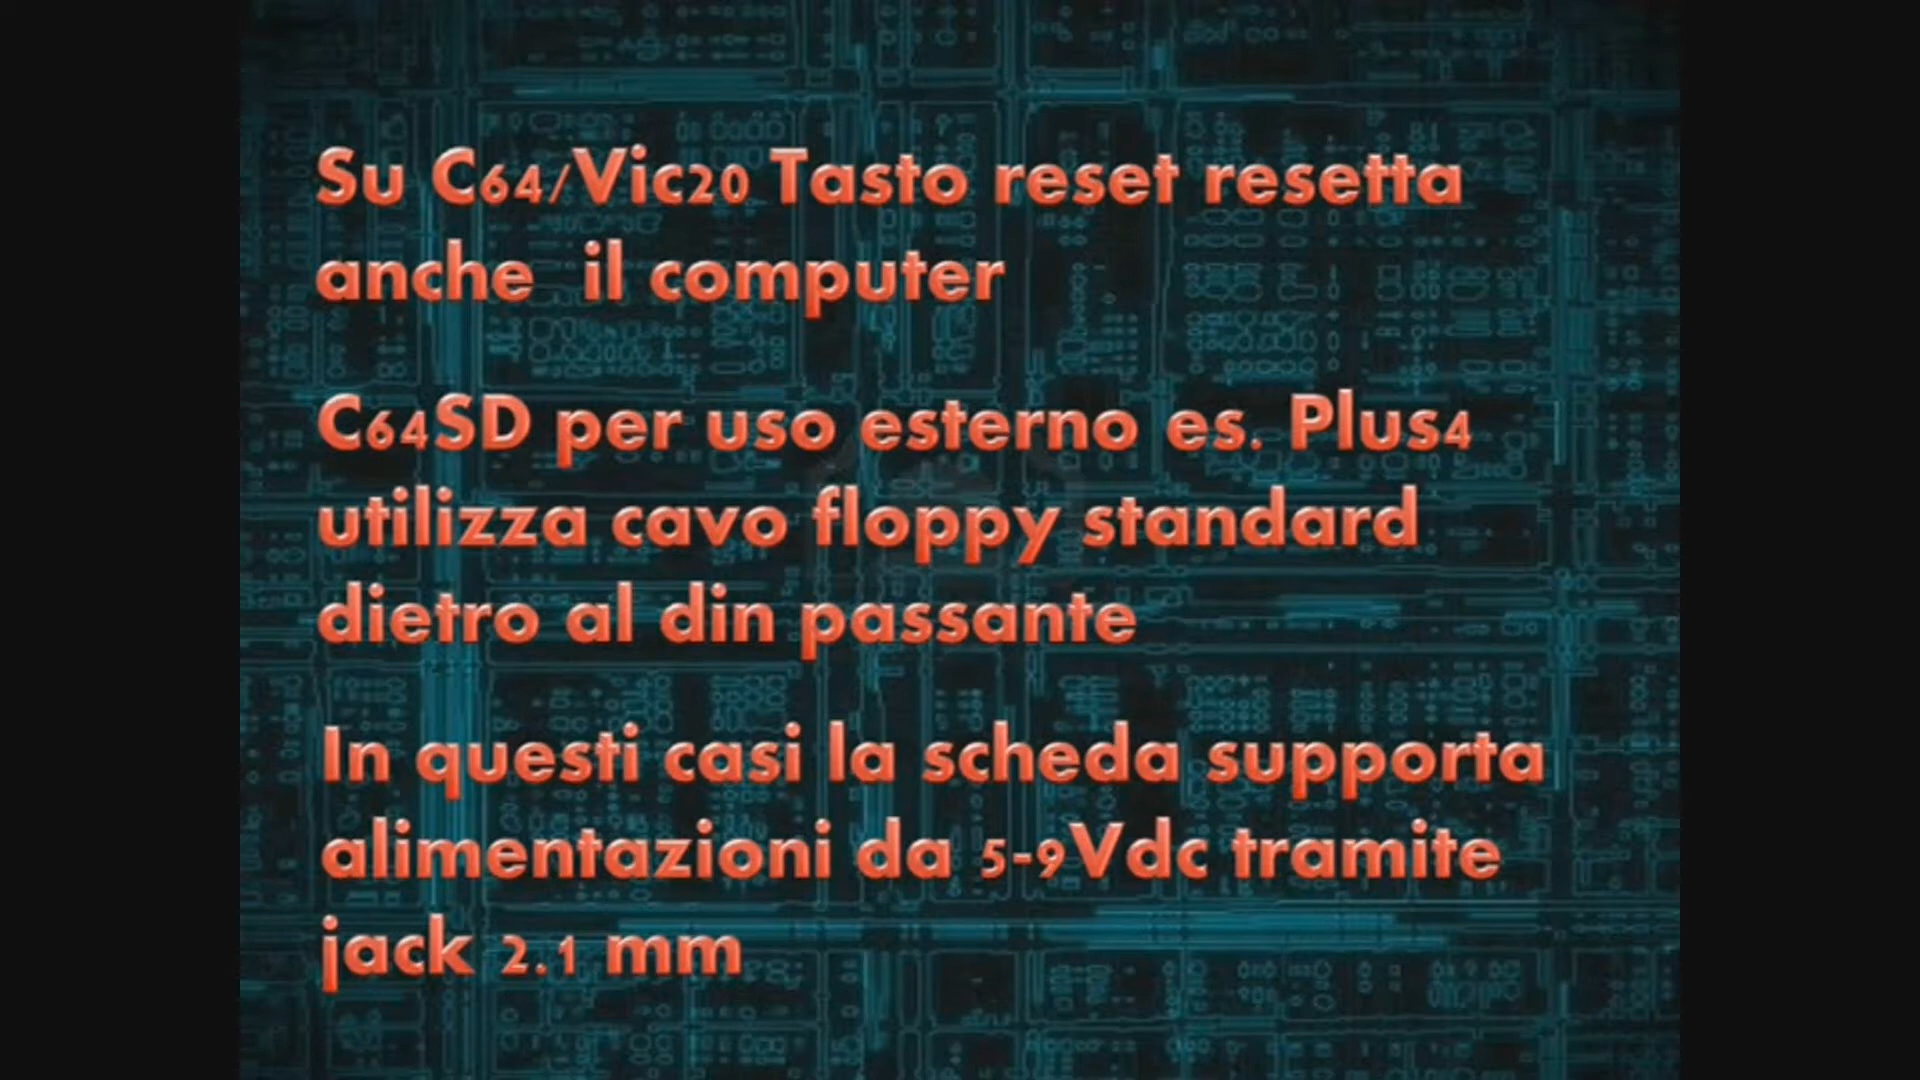 Su C64/Vic20 Tasto reset resetta
anche  il computer
C64SD per uso esterno es. Plus4
utilizza cavo floppy standard
dietro al din passante
In questi casi la scheda supporta
alimentazioni da 5-9Vdc tramite
jack 2.1 mm